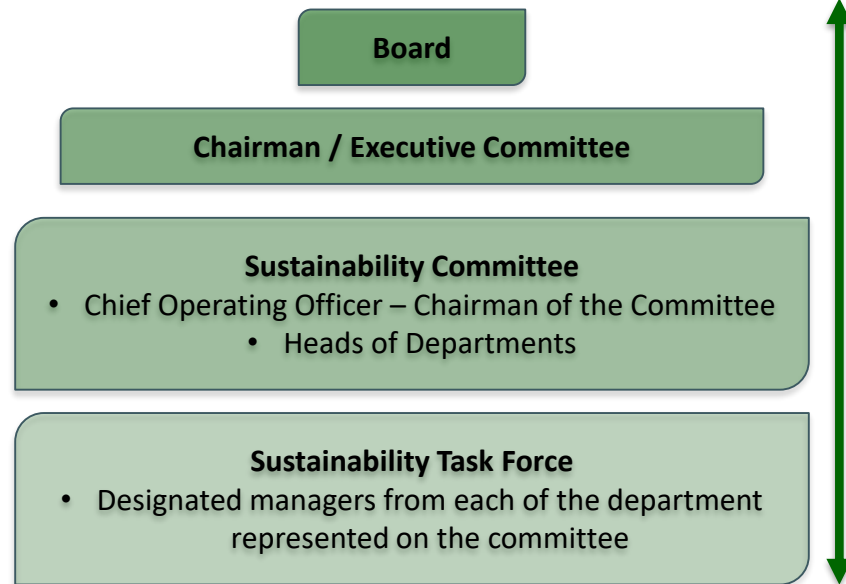 Board
Chairman / Executive Committee
Sustainability Committee
• Chief Operating Officer – Chairman of the Committee
• Heads of Departments
Sustainability Task Force
• Designated managers from each of the department
represented on the committee